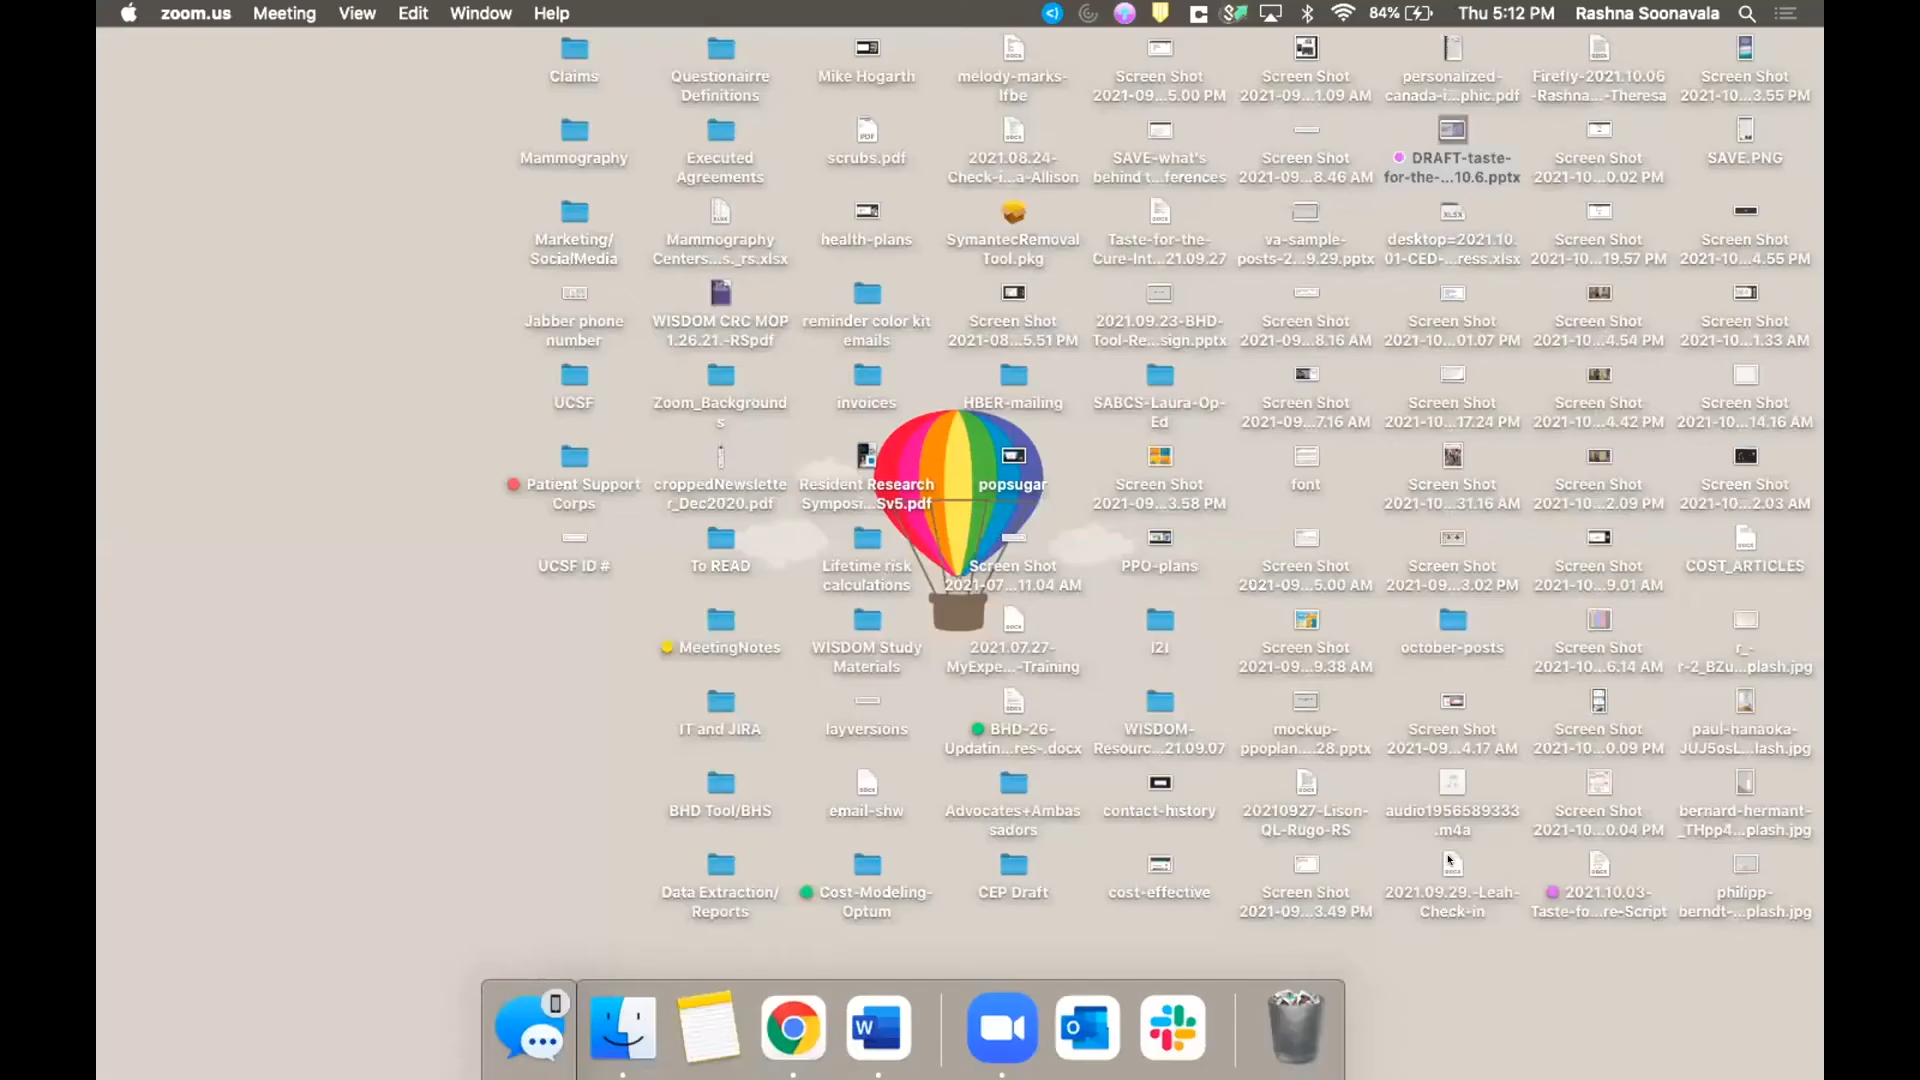 zoom.us Meeting View Edit Window Help 84% Thu 5:12 PM Rashna Soonavala
Claims
Questionairre
Definitions
Mike Hogarth
melody-marks-
lfbe
Screen Shot
2021-09...5.00 PM
Screen Shot
2021-09...1.09 AM
personalized-
canada-i...phic.pdf
Firefly-2021.10.06
-Rashna...-Theresa
Screen Shot
2021-10...3.55 PM
Mammography
Executed
Agreements
scrubs.pdf
2021.08.24-
Check-i...a-Allison
SAVE-what's
behind t...ferences
Screen Shot
2021-09...8.46 AM
DRAFT-taste-
for-the-...10.6.pptx
Screen Shot
2021-10...0.02 PM
SAVE.PNG
Marketing/
SocialMedia
Mammography
Centers...s._rs.xlsx
health-plans
SymantecRemoval
Tool.pkg
Taste-for-the-
Cure-Int...21.09.27
va-sample-
posts-2...9.29.pptx
desktop=2021.10.
01-CED-...ress.xlsx
Screen Shot
2021-10...19.57 PM
Screen Shot
2021-10...4.55 PM
Jabber phone
number
WISDOM CRC MOP
1.26.21.-RSpdf
reminder color kit
emails
Screen Shot
2021-08...5.51 PM
2021.09.23-BHD-
Tool-Re...sign.pptx
Screen Shot
2021-09...8.16 AM
Screen Shot
2021-10...01.07 PM
Screen Shot
2021-10...4.54 PM
Screen Shot
2021-10...1.33 AM
UCSF
Zoom_Background
s
invoices
HBER-mailing
SABCS-Laura-Op-
Ed
Screen Shot
2021-09...7.16 AM
Screen Shot
2021-10...17.24 PM
Screen Shot
2021-10...4.42 PM
Screen Shot
2021-10...14.16 AM
Patient Support
Corps
croppedNewslette
r_Dec2020.pdf
Resident Research
Symposi...Sv5.pdf
popsugar
Screen Shot
2021-09...3.58 PM
font
Screen Shot
2021-10...31.16 AM
Screen Shot
2021-10...2.09 PM
Screen Shot
2021-10...2.03 AM
UCSF ID #
To READ
Lifetime risk
calculations
Screen Shot
2021-07...11.04 AM
PPO-plans
Screen Shot
2021-09...5.00 AM
Screen Shot
2021-09...3.02 PM
Screen Shot
2021-10...9.01 AM
COST_ARTICLES
MeetingNotes
WISDOM Study
Materials
2021.07.27-
MyExpe...-Training
I2I
Screen Shot
2021-09...9.38 AM
october-posts
Screen Shot
2021-10...6.14 AM
r_-
r-2_BZu...plash.jpg
IT and JIRA
layversions
BHD-26-
Updatin...res-.docx
WISDOM-
Resourc...21.09.07
mockup-
ppoplan....28.pptx
Screen Shot
2021-09...4.17 AM
Screen Shot
2021-10...0.09 PM
paul-hanaoka-
JUJ5osL...lash.jpg
BHD Tool/BHS
email-shw
Advocates+Ambas
sadors
contact-history
20210927-Lison-
QL-Rugo-RS
audio1956589333
.m4a
Screen Shot
2021-10...0.04 PM
bernard-hermant-
_THpp4...plash.jpg
Data Extraction/
Reports
Cost-Modeling-
Optum
CEP Draft
cost-effective
Screen Shot
2021-09...3.49 PM
2021.09.29.-Leah-
Check-in
2021.10.03-
Taste-fo...re-Script
philipp-
berndt-...plash.jpg